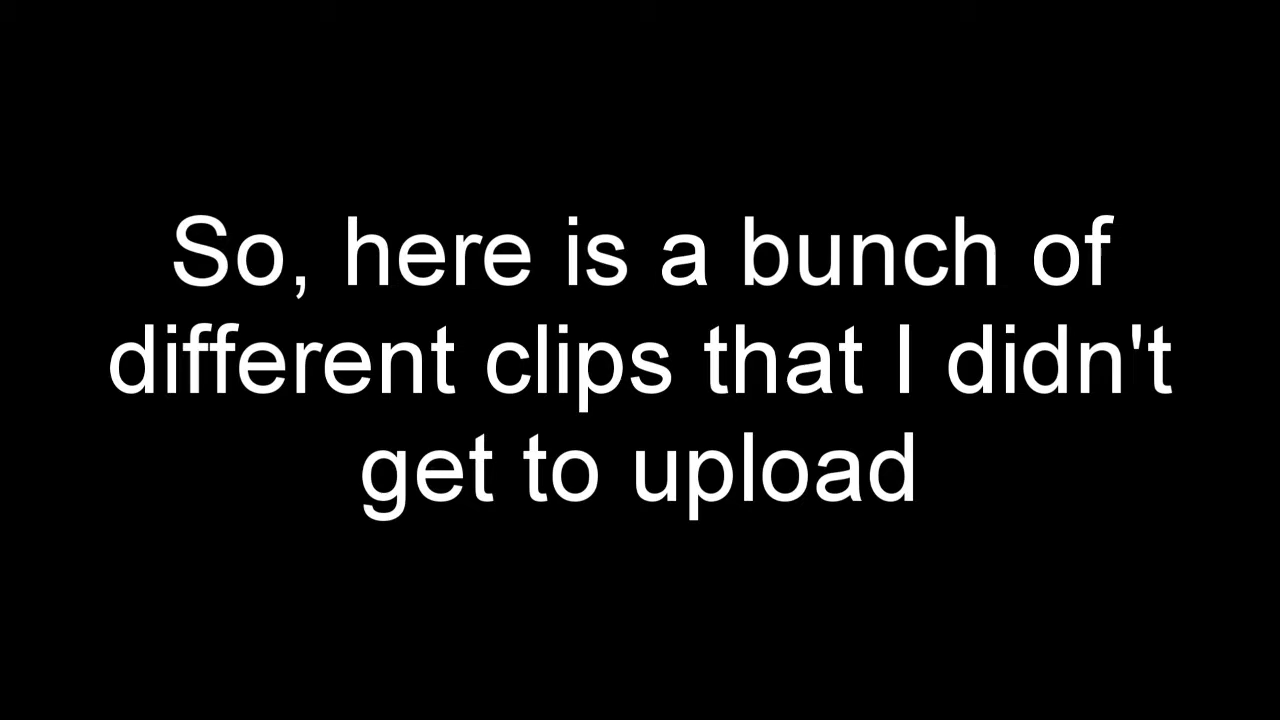 So, here is a bunch of
different clips that I didn't
get to upload